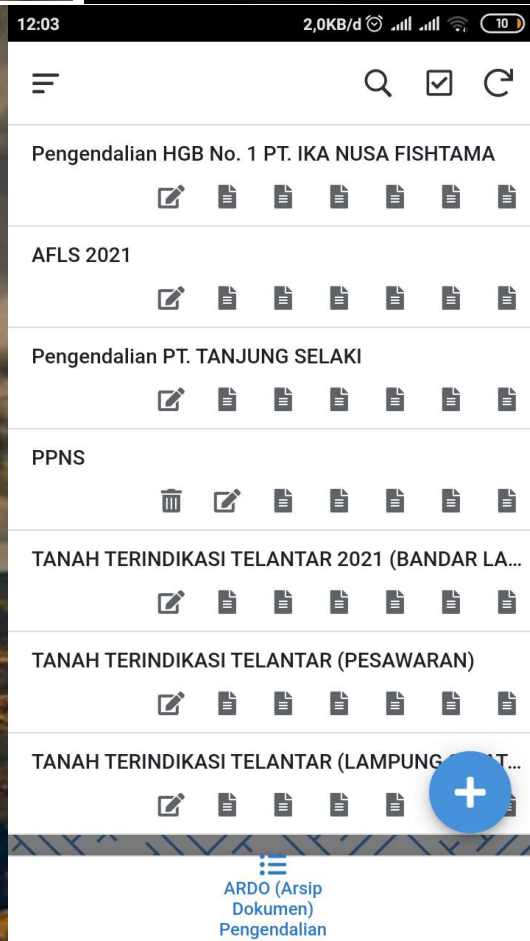 12:03 2,0KB/d 10
Pengendalian HGB No. 1 PT. IKA NUSA FISHTAMA
AFLS 2021
Pengendalian PT. TANJUNG SELAKI
PPNS
TANAH TERINDIKASI TELANTAR 2021 (BANDAR LA...
TANAH TERINDIKASI TELANTAR (PESAWARAN)
TANAH TERINDIKASI TELANTAR (LAMPUNG
ARDO (Arsip
Dokumen)
Pengendalian